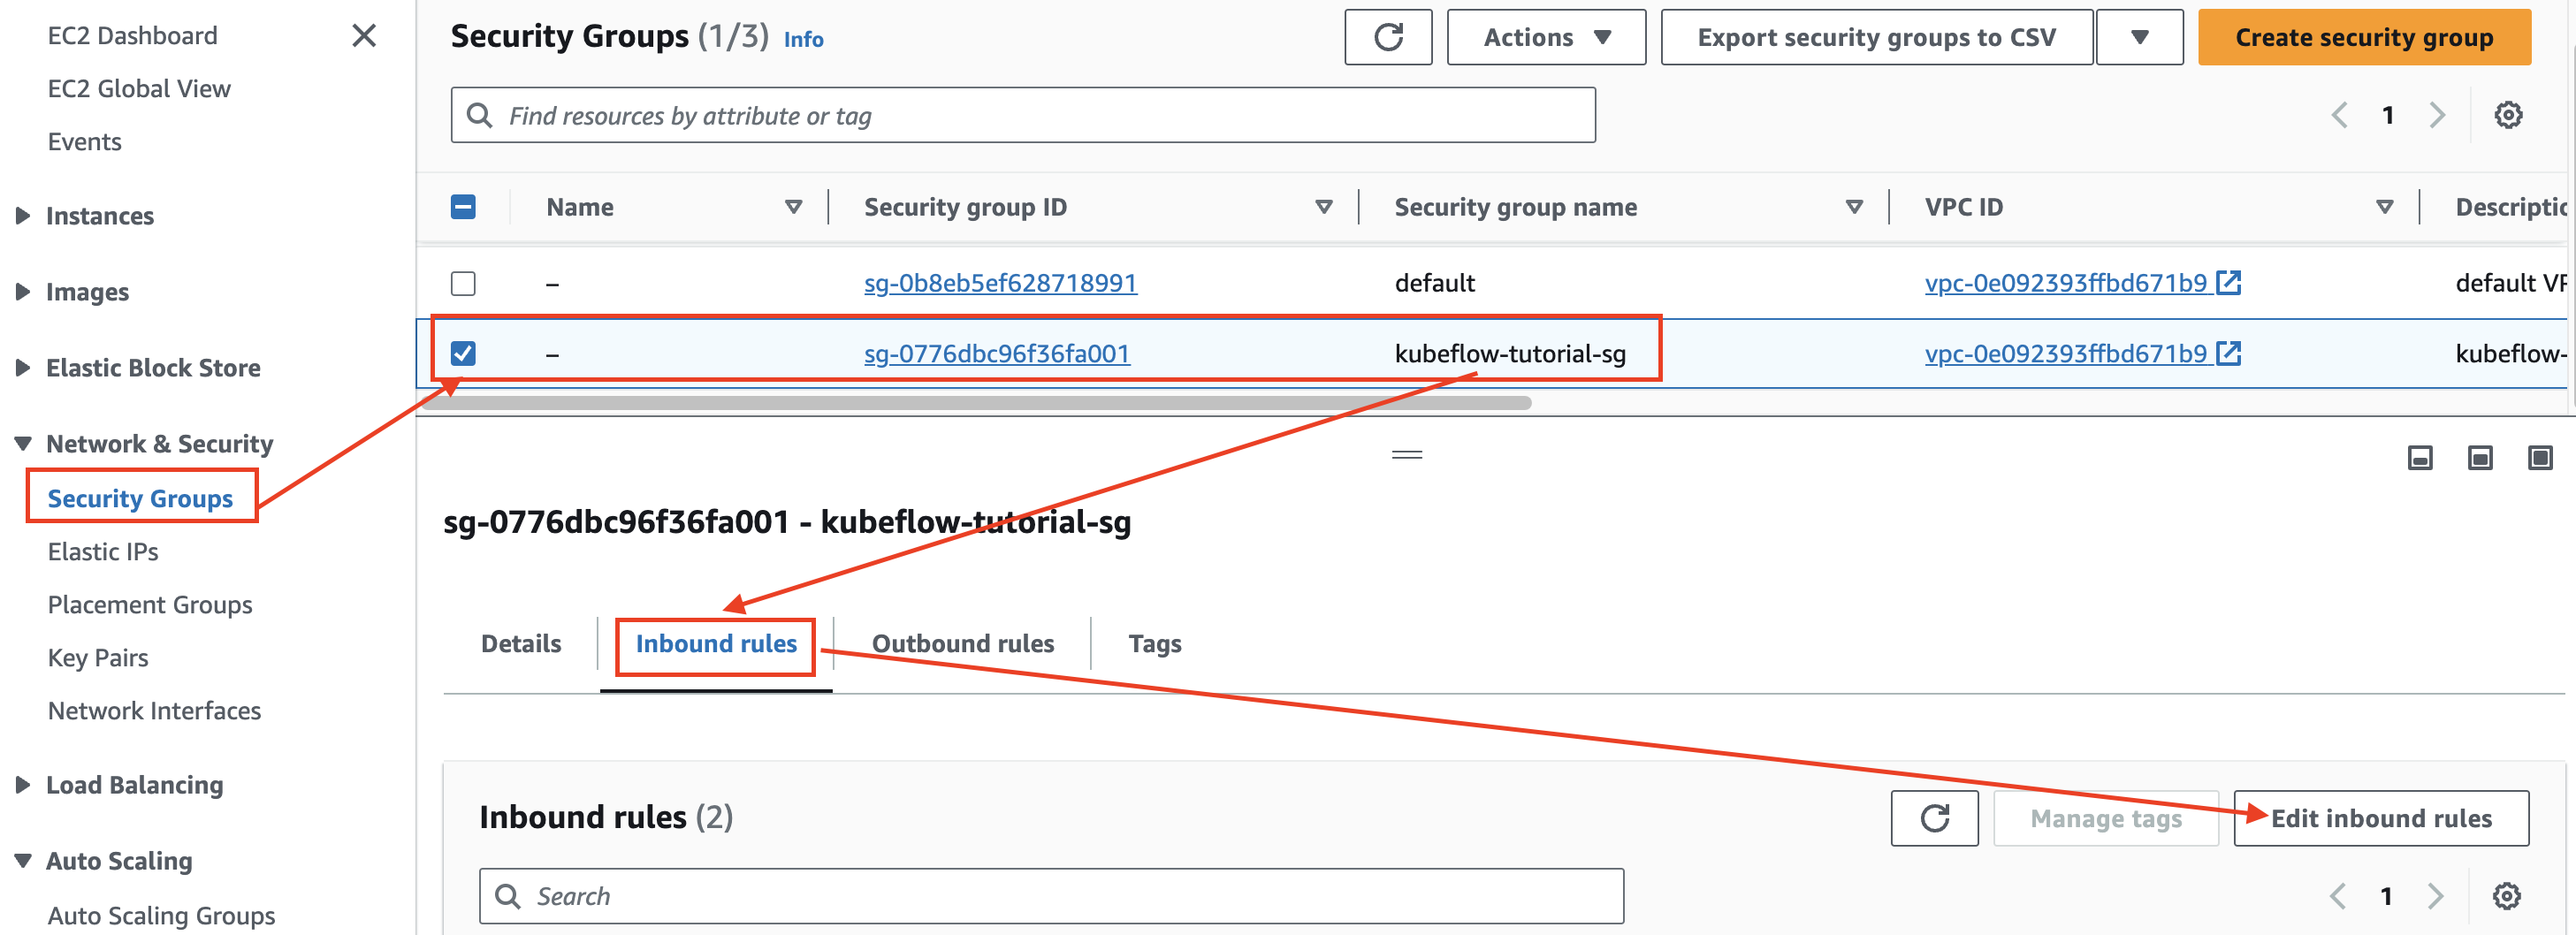 EC2 Dashboard
EC2 Global View
Events
Instances
Images
Elastic Block Store
Network & Security
Security Groups
Elastic IPs
Placement Groups
Key Pairs
Network Interfaces
Load Balancing
Auto Scaling
Auto Scaling Groups
Security Groups (1/3) Info
Actions
Export security groups to CSV
Create security group
Find resources by attribute or tag
1
Name Security group ID Security group name VPC ID
– sg-0b8eb5ef628718991 default vpc-0e092393ffbd671b9 default
– sg-0776dbc96f36fa001 kubeflow-tutorial-sg vpc-0e092393ffbd671b9 kubeflow-
sg-0776dbc96f36fa001 - kubeflow-tutorial-sg
Details Inbound rules Outbound rules Tags
Inbound rules (2)
Manage tags
Edit inbound rules
Search
1